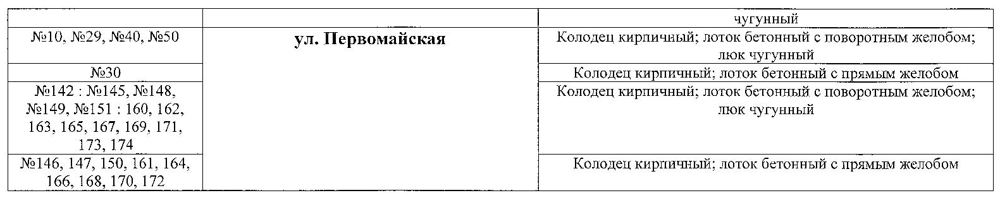 чугунный
№10, №29, №40, №50
ул. Первомайская
Колодец кирпичный; лоток бетонный с поворотным желобом;
люк чугунный
№30
Колодец кирпичный; лоток бетонный с прямым желобом
№142 : №145, №148,
№149, №151 : 160, 162,
163, 165, 167, 169, 171,
173, 174
Колодец кирпичный; лоток бетонный с поворотным желобом;
люк чугунный
№146, 147, 150, 161, 164,
166, 168, 170, 172
Колодец кирпичный; лоток бетонный с прямым желобом